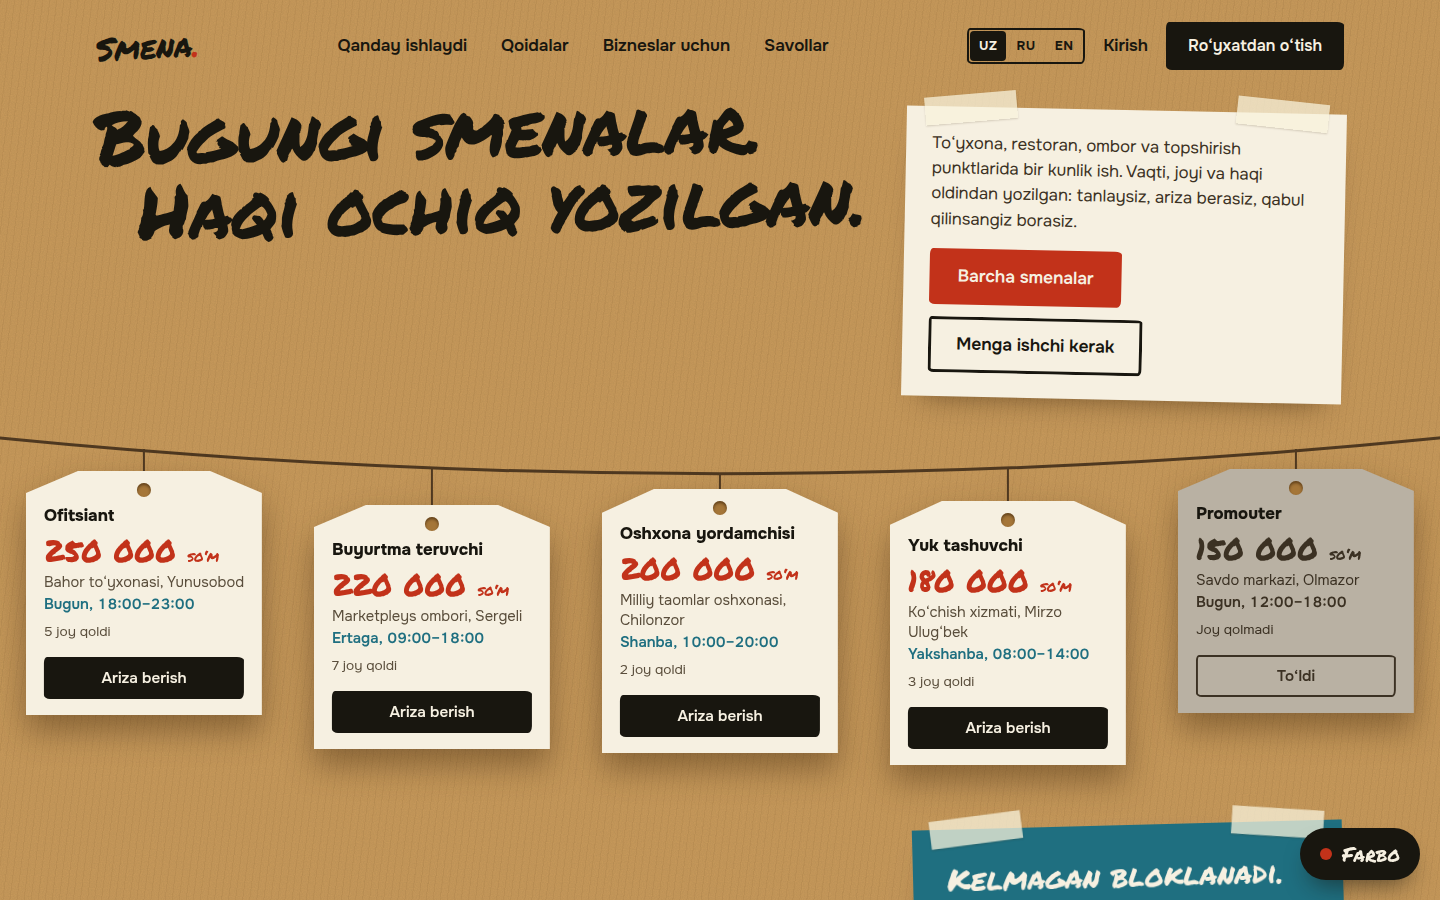 Smena.
Qanday ishlaydi
Qoidalar
Bizneslar uchun
Savollar
UZ
RU
EN
Kirish
Ro‘yxatdan o‘tish
Bugungi smenalar.
Haqi ochiq yozilgan.
To‘yxona, restoran, ombor va topshirish
punktlarida bir kunlik ish. Vaqti, joyi va haqi
oldindan yozilgan: tanlaysiz, ariza berasiz, qabul
qilinsangiz borasiz.
Barcha smenalar
Menga ishchi kerak
Ofitsiant
250 000 so‘m
Bahor to‘yxonasi, Yunusobod
Bugun, 18:00–23:00
5 joy qoldi
Ariza berish
Buyurtma teruvchi
220 000 so‘m
Marketpleys ombori, Sergeli
Ertaga, 09:00–18:00
7 joy qoldi
Ariza berish
Oshxona yordamchisi
200 000 so‘m
Milliy taomlar oshxonasi,
Chilonzor
Shanba, 10:00–20:00
2 joy qoldi
Ariza berish
Yuk tashuvchi
180 000 so‘m
Ko‘chish xizmati, Mirzo
Ulug‘bek
Yakshanba, 08:00–14:00
3 joy qoldi
Ariza berish
Promouter
150 000 so‘m
Savdo markazi, Olmazor
Bugun, 12:00–18:00
Joy qolmadi
To‘ldi
Kelmagan bloklanadi.
Farbo